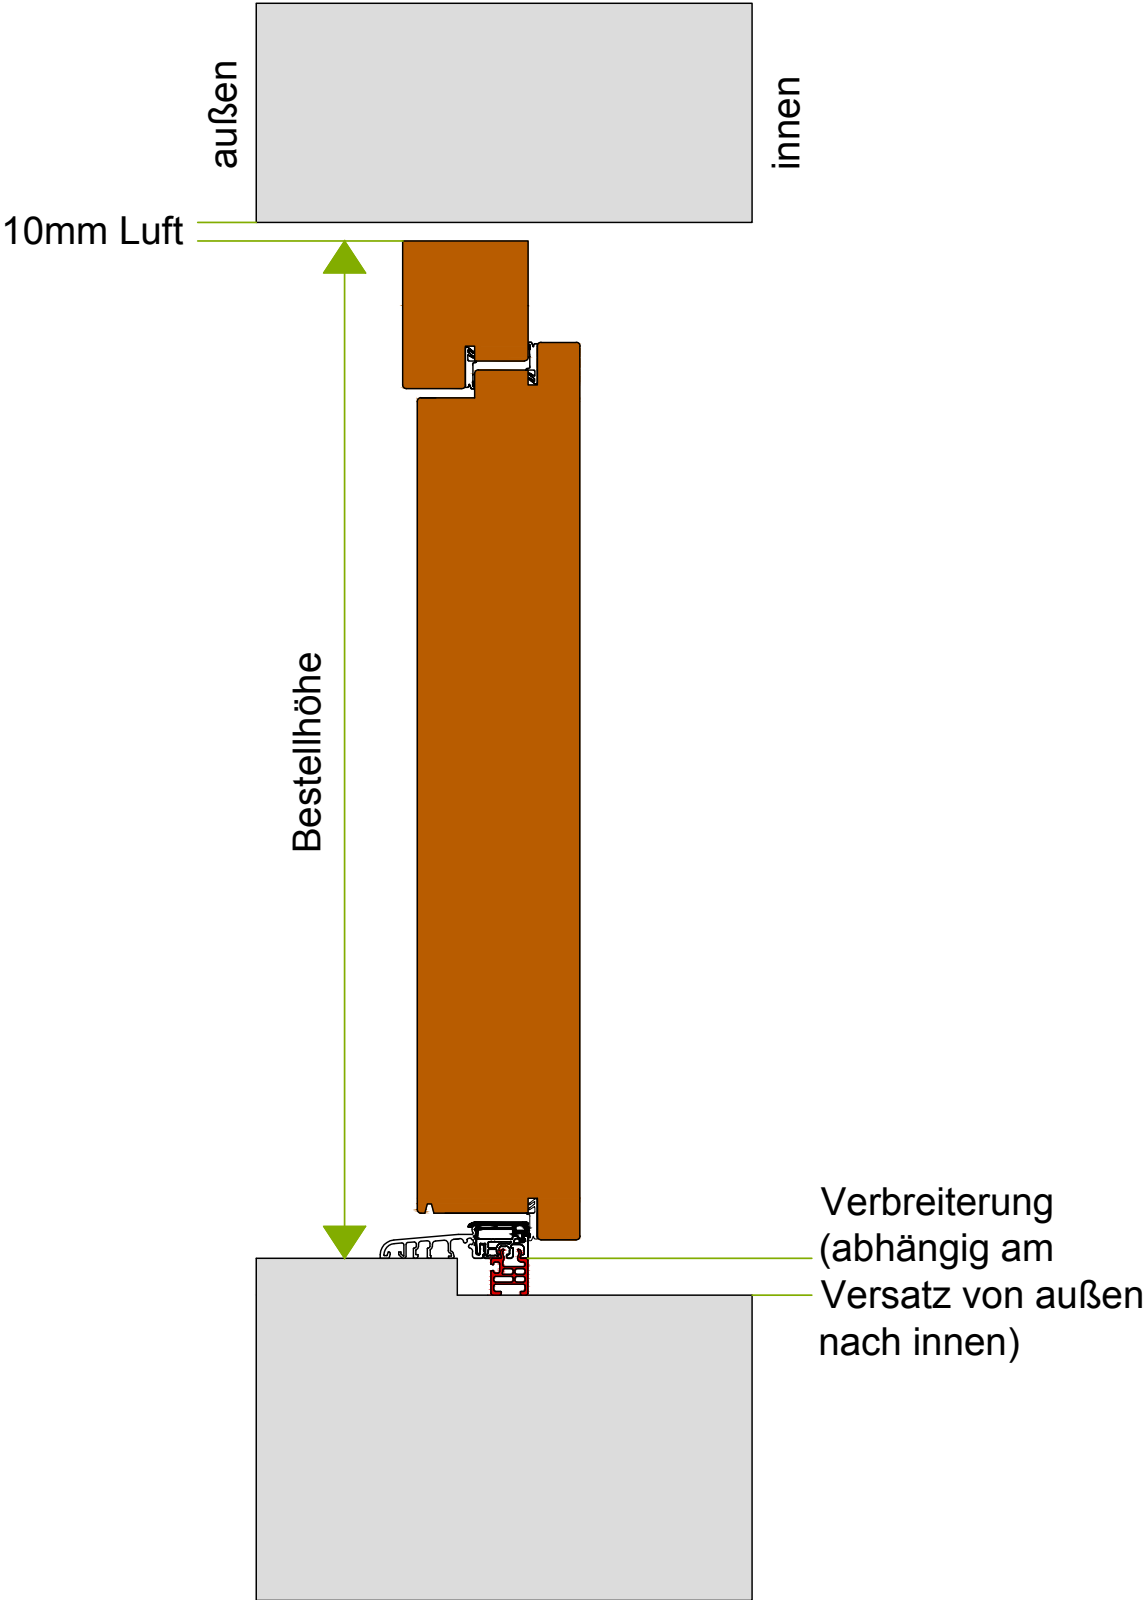 außen
innen
10mm Luft
Bestellhöhe
Verbreiterung
(abhängig am
Versatz von außen
nach innen)